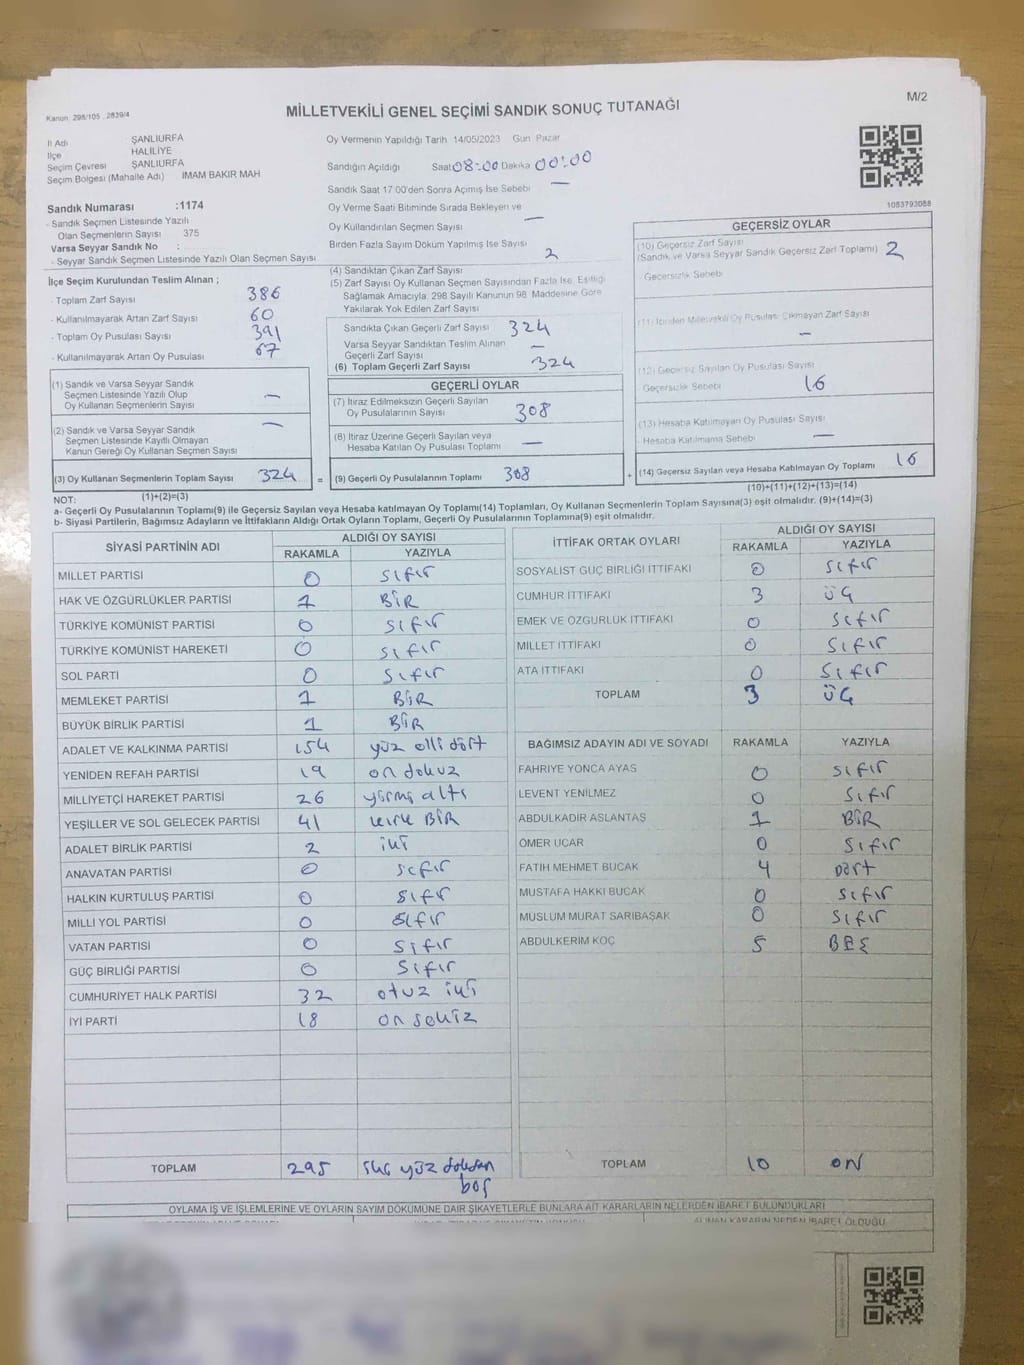 M/2
Kanun: 298/105 , 2839/4
MİLLETVEKİLİ GENEL SEÇİMİ SANDIK SONUÇ TUTANAĞI
İl Adı ŞANLIURFA
İlçe HALİLİYE
Seçim Çevresi ŞANLIURFA
Seçim Bölgesi (Mahalle Adı) IMAM BAKIR MAH
Oy Vermenin Yapıldığı Tarih 14/05/2023 Gün Pazar
Sandığın Açıldığı Saat 08:00 Dakika 00:00
Sandık Saat 17 00'den Sonra Açmış İse Sebebi —
Oy Verme Saati Bitiminde Sırada Bekleyen ve
Oy Kullandırılan Seçmen Sayısı —
Birden Fazla Sayım Döküm Yapılmış İse Sayısı 2
1083793088
Sandık Numarası :1174
- Sandık Seçmen Listesinde Yazılı
Olan Seçmenlerin Sayısı 375
Varsa Seyyar Sandık No :
- Seyyar Sandık Seçmen Listesinde Yazılı Olan Seçmen Sayısı
İlçe Seçim Kurulundan Teslim Alınan ;
- Toplam Zarf Sayısı 386
- Kullanılmayarak Artan Zarf Sayısı 60
- Toplam Oy Pusulası Sayısı 391
- Kullanılmayarak Artan Oy Pusulası 67
(1) Sandık ve Varsa Seyyar Sandık
Seçmen Listesinde Yazılı Olup
Oy Kullanan Seçmenlerin Sayısı —
(2) Sandık ve Varsa Seyyar Sandık
Seçmen Listesinde Kayıtlı Olmayan
Kanun Gereği Oy Kullanan Seçmen Sayısı —
(3) Oy Kullanan Seçmenlerin Toplam Sayısı 324
(1)+(2)=(3)
(4) Sandıktan Çıkan Zarf Sayısı
(5) Zarf Sayısı Oy Kullanan Seçmen Sayısından Fazla İse, Eşitliği
Sağlamak Amacıyla, 298 Sayılı Kanunun 98. Maddesine Göre
Yakılarak Yok Edilen Zarf Sayısı
Sandıkta Çıkan Geçerli Zarf Sayısı 324
Varsa Seyyar Sandıktan Teslim Alınan
Geçerli Zarf Sayısı —
(6) Toplam Geçerli Zarf Sayısı 324
GEÇERLİ OYLAR
(7) İtiraz Edilmeksizin Geçerli Sayılan
Oy Pusulalarının Sayısı 308
(8) İtiraz Üzerine Geçerli Sayılan veya
Hesaba Katılan Oy Pusulası Toplamı —
= (9) Geçerli Oy Pusulalarının Toplamı 308
GEÇERSİZ OYLAR
(10) Geçersiz Zarf Sayısı
(Sandık ve Varsa Seyyar Sandık Geçersiz Zarf Toplamı) 2
Geçersizlik Sebebi
(11) İçinden Milletvekili Oy Pusulası Çıkmayan Zarf Sayısı
—
(12) Geçersiz Sayılan Oy Pusulası Sayısı
Geçersizlik Sebebi 16
(13) Hesaba Katılmayan Oy Pusulası Sayısı
Hesaba Katılmama Sebebi —
+ (14) Geçersiz Sayılan veya Hesaba Katılmayan Oy Toplamı 16
(10)+(11)+(12)+(13)=(14)
NOT:
a- Geçerli Oy Pusulalarının Toplamı(9) ile Geçersiz Sayılan veya Hesaba katılmayan Oy Toplamı(14) Toplamları, Oy Kullanan Seçmenlerin Toplam Sayısına(3) eşit olmalıdır. (9)+(14)=(3)
b- Siyasi Partilerin, Bağımsız Adayların ve İttifakların Aldığı Ortak Oyların Toplamı, Geçerli Oy Pusulalarının Toplamına(9) eşit olmalıdır.
SİYASİ PARTİNİN ADI ALDIĞI OY SAYISI
RAKAMLA YAZIYLA
MİLLET PARTİSİ 0 sıfır
HAK VE ÖZGÜRLÜKLER PARTİSİ 1 BİR
TÜRKİYE KOMÜNİST PARTİSİ 0 sıfır
TÜRKİYE KOMÜNİST HAREKETİ 0 sıfır
SOL PARTİ 0 sıfır
MEMLEKET PARTİSİ 1 BİR
BÜYÜK BİRLİK PARTİSİ 1 BİR
ADALET VE KALKINMA PARTİSİ 154 yüz elli dört
YENİDEN REFAH PARTİSİ 19 on dokuz
MİLLİYETÇİ HAREKET PARTİSİ 26 yirmi altı
YEŞİLLER VE SOL GELECEK PARTİSİ 41 kırk BİR
ADALET BİRLİK PARTİSİ 2 iki
ANAVATAN PARTİSİ 0 sıfır
HALKIN KURTULUŞ PARTİSİ 0 sıfır
MİLLİ YOL PARTİSİ 0 sıfır
VATAN PARTİSİ 0 sıfır
GÜÇ BİRLİĞİ PARTİSİ 0 sıfır
CUMHURİYET HALK PARTİSİ 32 otuz iki
İYİ PARTİ 18 on sekiz
TOPLAM 295 iki yüz doksan
beş
İTTİFAK ORTAK OYLARI ALDIĞI OY SAYISI
RAKAMLA YAZIYLA
SOSYALİST GÜÇ BİRLİĞİ İTTİFAKI 0 sıfır
CUMHUR İTTİFAKI 3 üç
EMEK VE ÖZGÜRLÜK İTTİFAKI 0 sıfır
MİLLET İTTİFAKI 0 sıfır
ATA İTTİFAKI 0 sıfır
TOPLAM 3 üç
BAĞIMSIZ ADAYIN ADI VE SOYADI RAKAMLA YAZIYLA
FAHRİYE YONCA AYAS 0 sıfır
LEVENT YENİLMEZ 0 sıfır
ABDULKADİR ASLANTAŞ 1 BİR
ÖMER UÇAR 0 sıfır
FATİH MEHMET BUCAK 4 Dört
MUSTAFA HAKKI BUCAK 0 sıfır
MÜSLÜM MURAT SARIBAŞAK 0 sıfır
ABDULKERİM KOÇ 5 BEŞ
TOPLAM 10 ON
OYLAMA İŞ VE İŞLEMLERİNE VE OYLARIN SAYIM DÖKÜMÜNE DAİR ŞİKAYETLERLE BUNLARA AİT KARARLARIN NELERDEN İBARET BULUNDUKLARI
ALINAN KARARIN NEDEN İBARET OLDUĞU